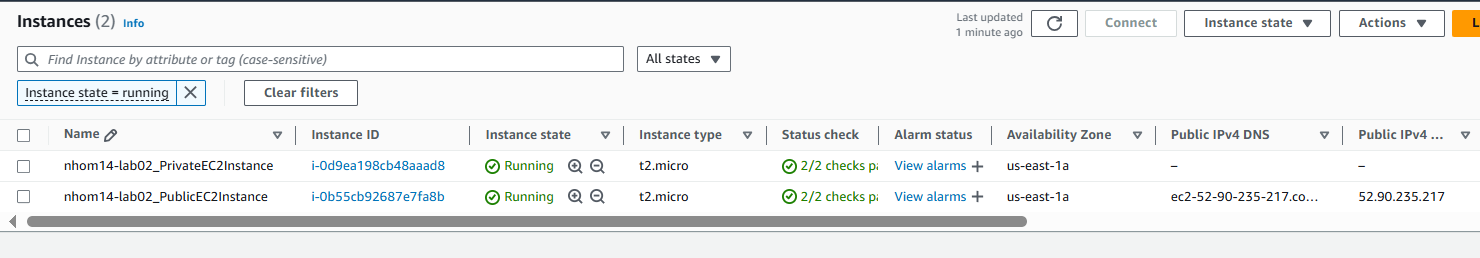 Instances (2) Info
Last updated
1 minute ago
Connect
Instance state
Actions
L
Find Instance by attribute or tag (case-sensitive)
All states
Instance state = running
Clear filters
Name Instance ID Instance state Instance type Status check Alarm status Availability Zone Public IPv4 DNS Public IPv4 ...
nhom14-lab02_PrivateEC2Instance i-0d9ea198cb48aaad8 Running t2.micro 2/2 checks pa View alarms + us-east-1a – –
nhom14-lab02_PublicEC2Instance i-0b55cb92687e7fa8b Running t2.micro 2/2 checks pa View alarms + us-east-1a ec2-52-90-235-217.co... 52.90.235.217